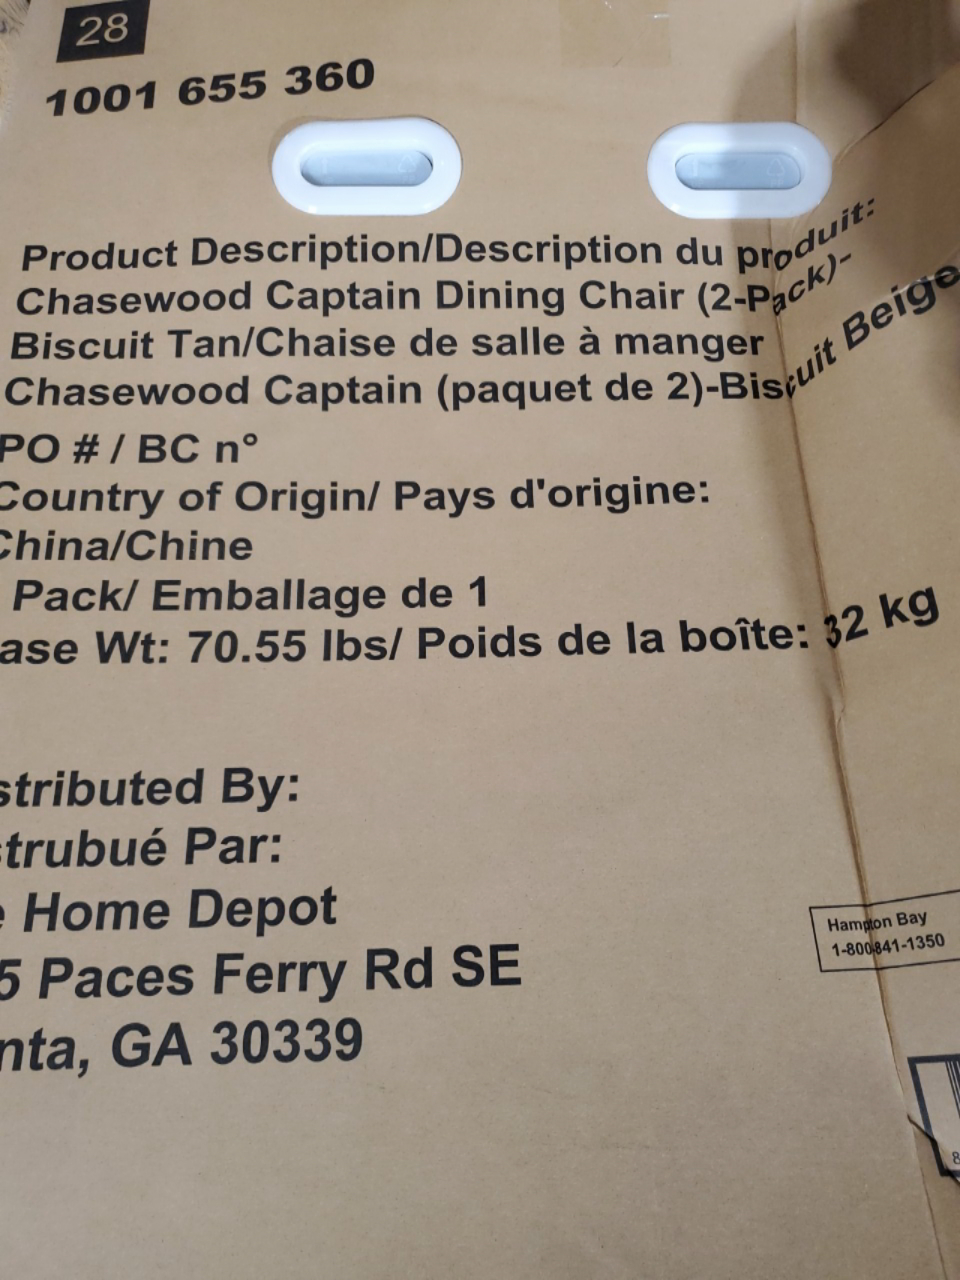 28
1001 655 360
Product Description/Description du produit:
Chasewood Captain Dining Chair (2-Pack)-
Biscuit Tan/Chaise de salle à manger
Chasewood Captain (paquet de 2)-Biscuit Beige
PO # / BC n°
Country of Origin/ Pays d'origine:
China/Chine
Pack/ Emballage de 1
ase Wt: 70.55 lbs/ Poids de la boîte: 32 kg
stributed By:
strubué Par:
e Home Depot
5 Paces Ferry Rd SE
nta, GA 30339
Hampton Bay
1-800-841-1350
8